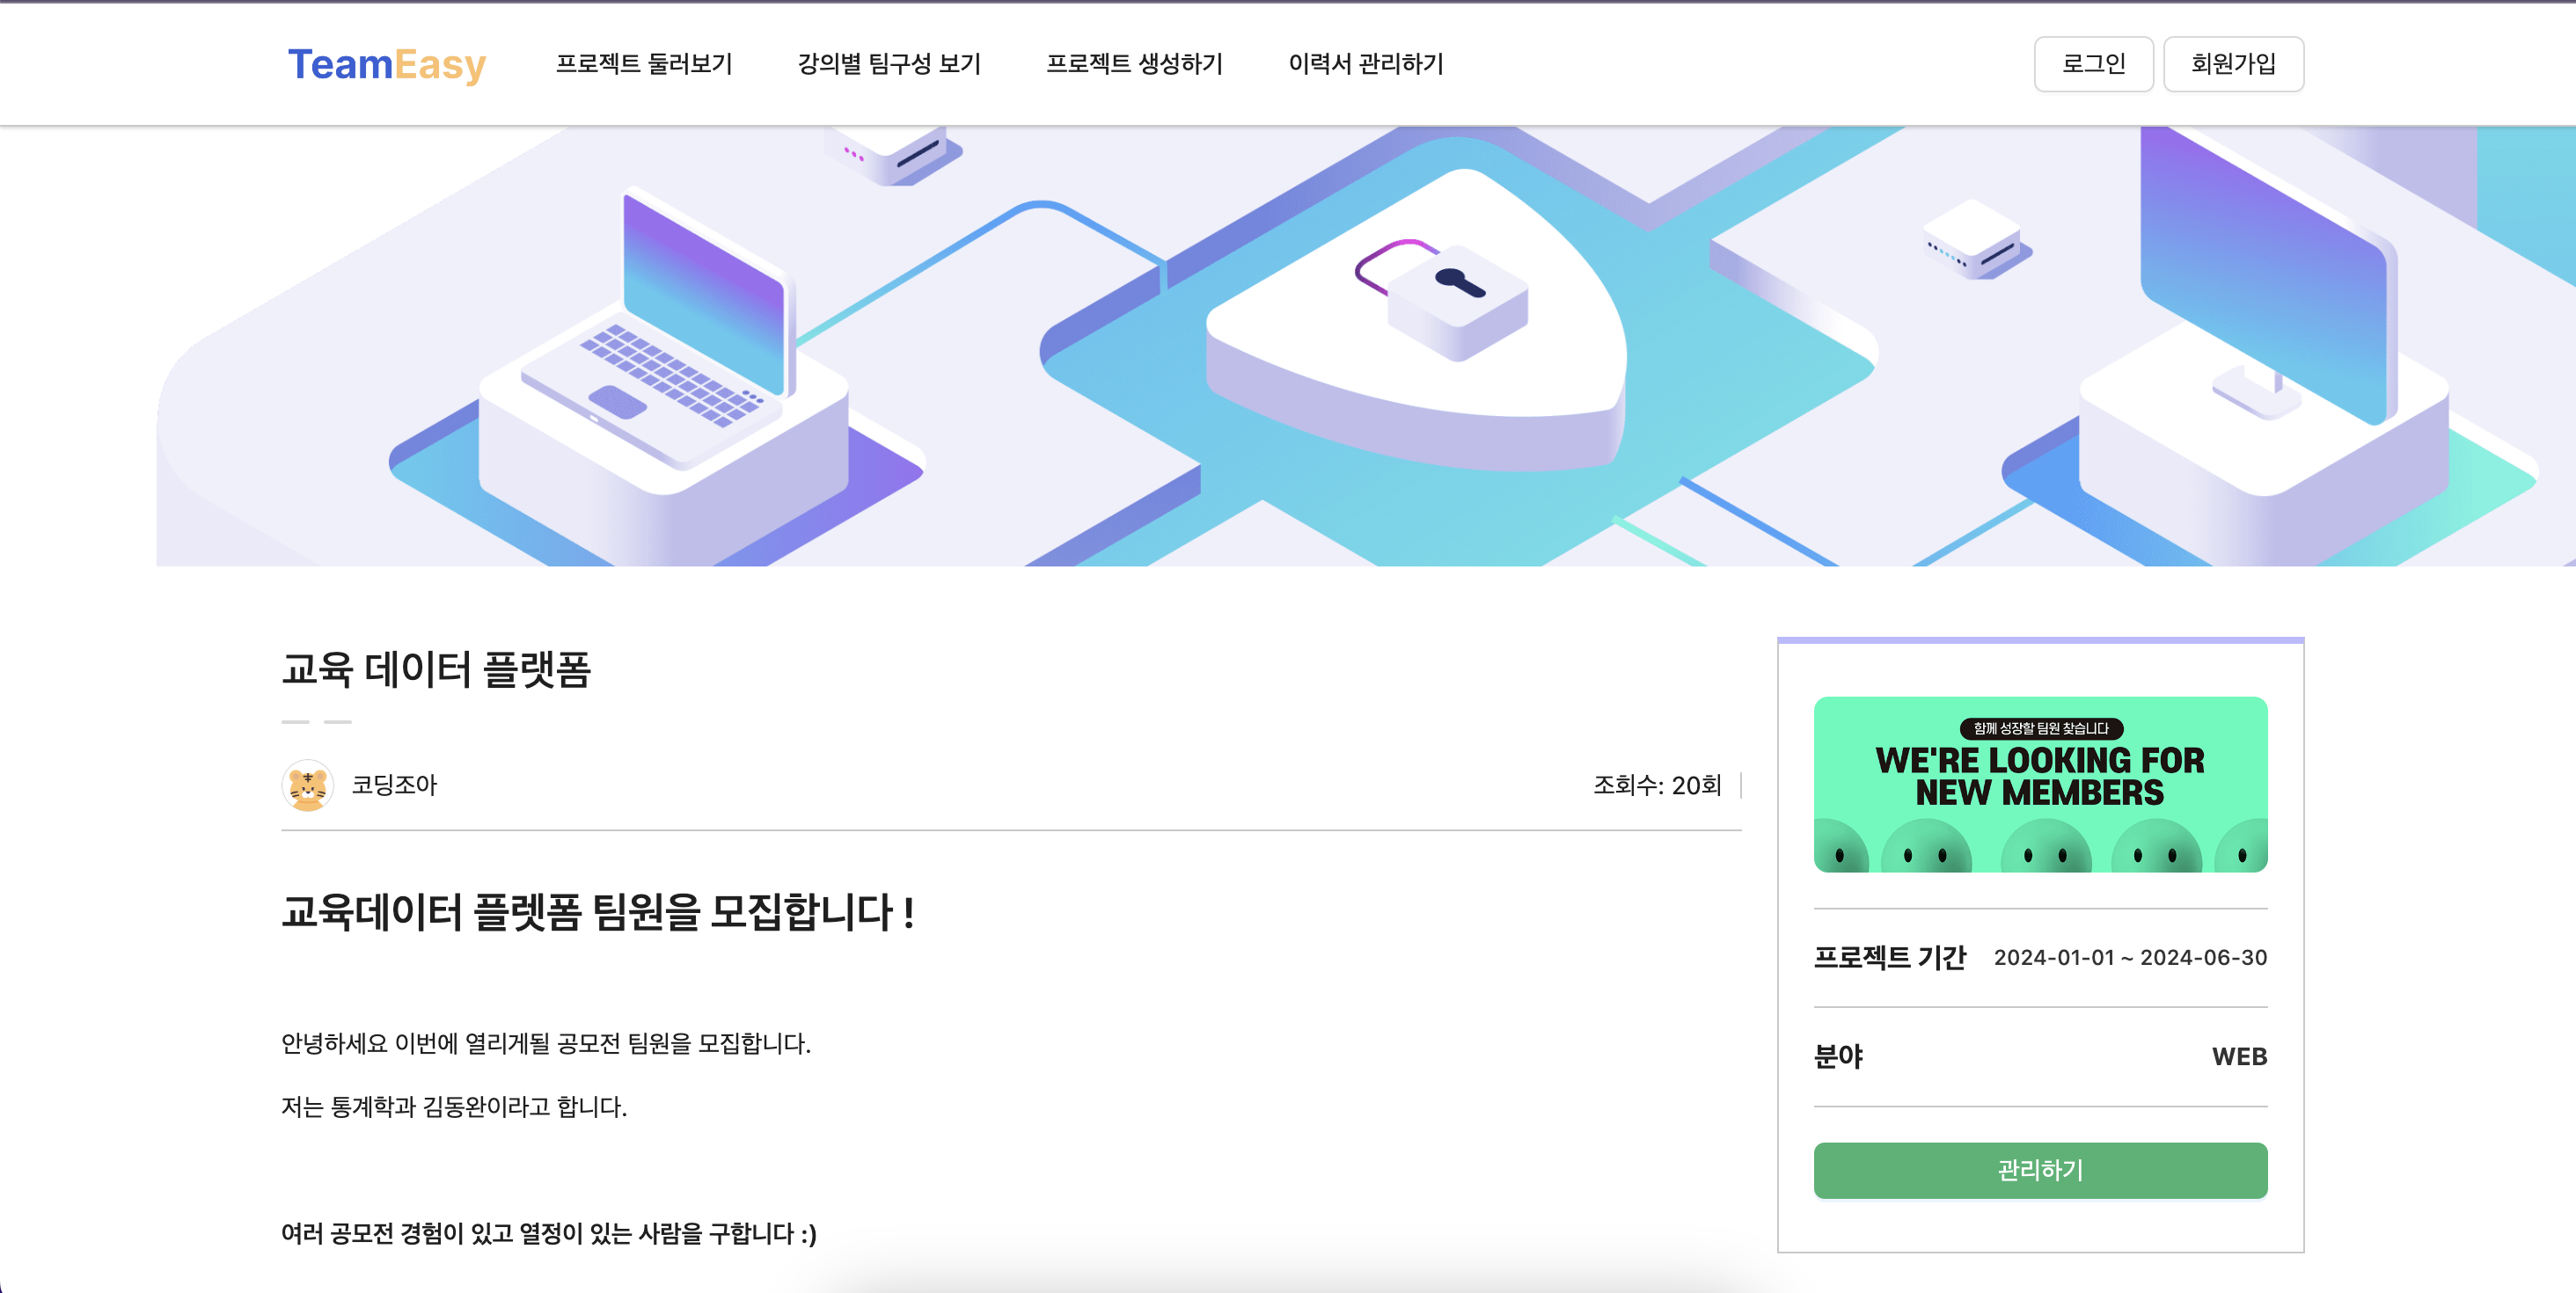 TeamEasy
프로젝트 둘러보기
강의별 팀구성 보기
프로젝트 생성하기
이력서 관리하기
로그인
회원가입
교육 데이터 플랫폼
코딩조아
조회수: 20회
교육데이터 플렛폼 팀원을 모집합니다 !
안녕하세요 이번에 열리게될 공모전 팀원을 모집합니다.
저는 통계학과 김동완이라고 합니다.
여러 공모전 경험이 있고 열정이 있는 사람을 구합니다 :)
함께 성장할 팀원 찾습니다
WE'RE LOOKING FOR
NEW MEMBERS
프로젝트 기간 2024-01-01 ~ 2024-06-30
분야 WEB
관리하기